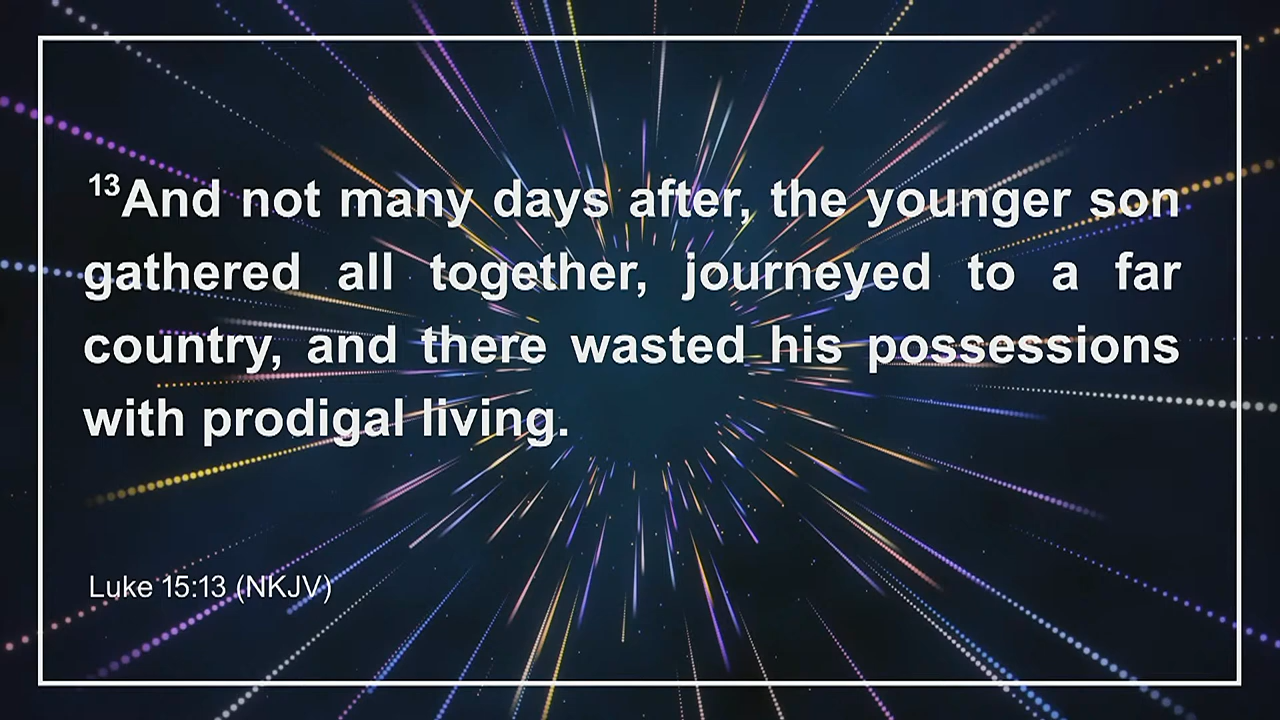 13And not many days after, the younger son
gathered all together, journeyed to a far
country, and there wasted his possessions
with prodigal living.
Luke 15:13 (NKJV)